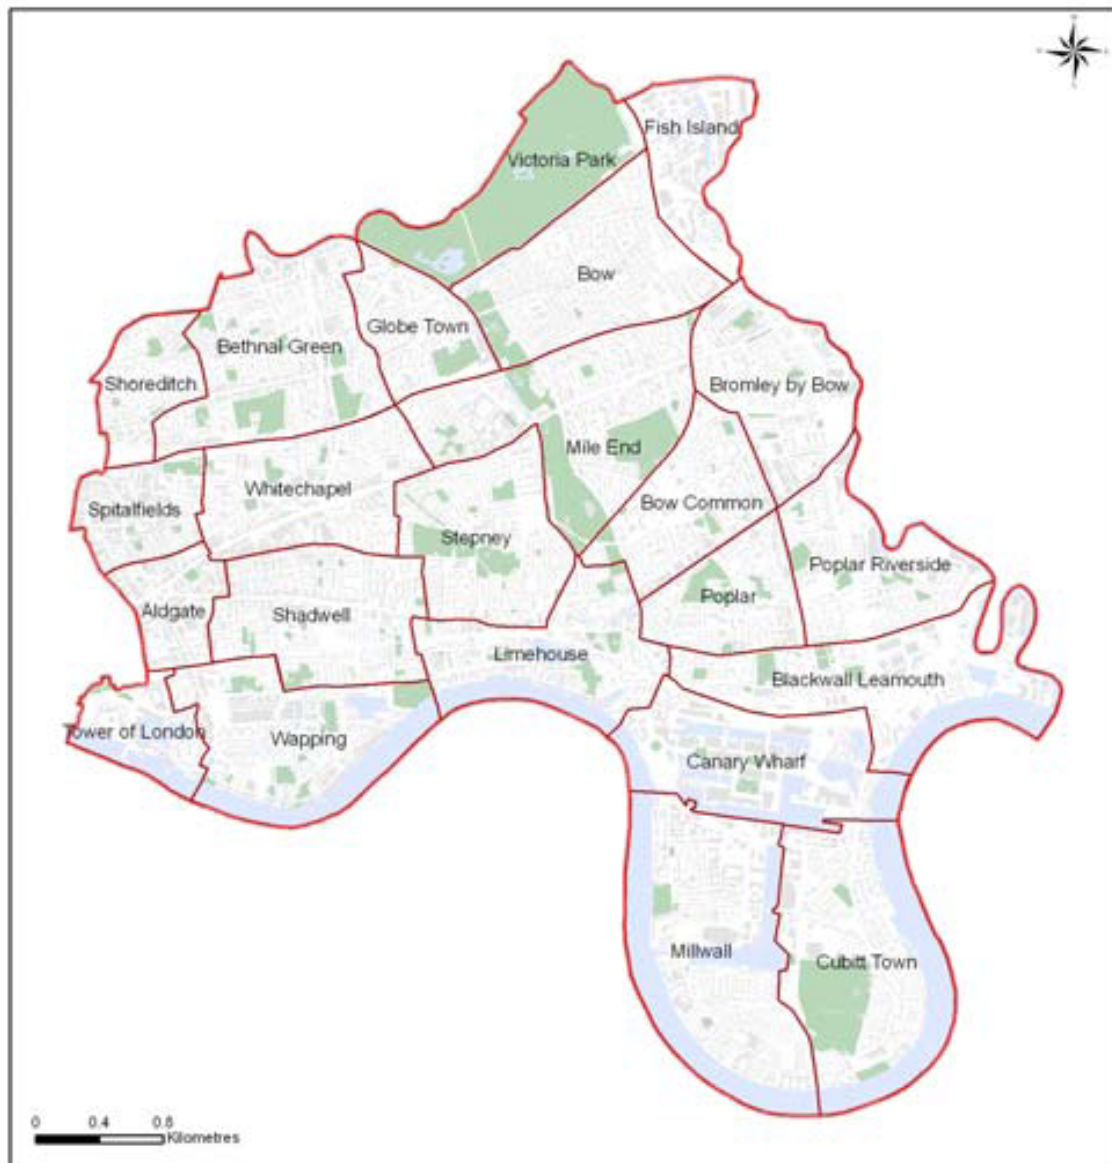 Fish Island
Victoria Park
Bow
Globe Town
Bethnal Green
Shoreditch
Bromley by Bow
Mile End
Whitechapel
Bow Common
Spitalfields
Stepney
Poplar Riverside
Poplar
Aldgate
Shadwell
Limehouse
Blackwall Leamouth
Tower of London
Wapping
Canary Wharf
Millwall
Cubitt Town
0 0.4 0.8
Kilometres